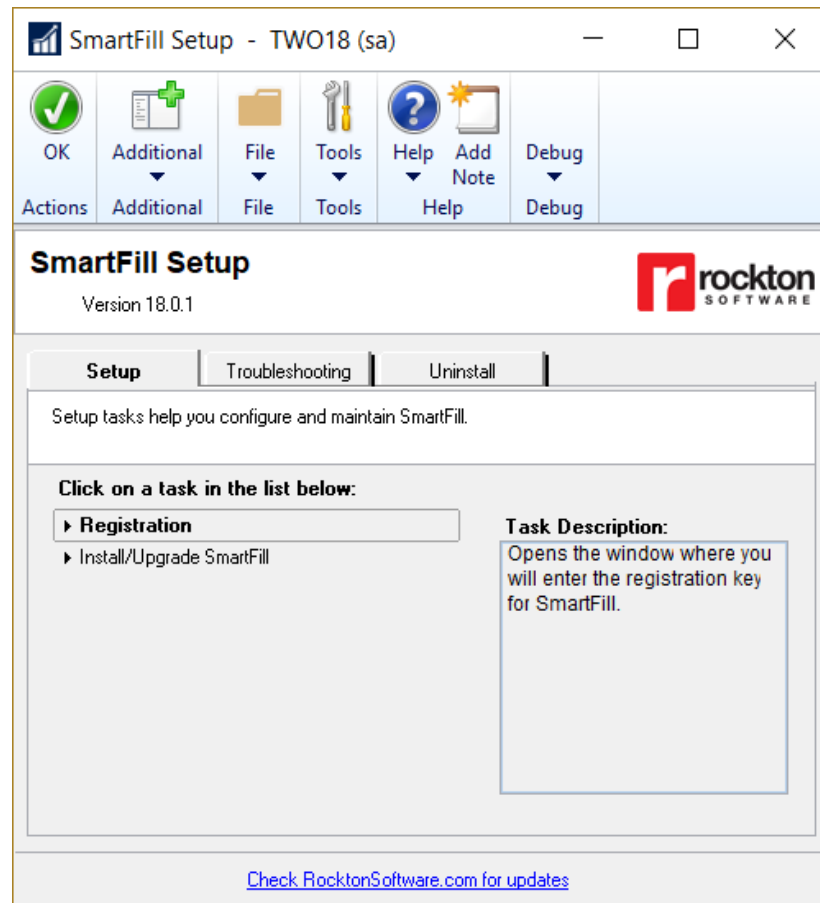 SmartFill Setup - TWO18 (sa)
OK
Additional
File
Tools
Help
Add
Note
Debug
Actions
Additional
File
Tools
Help
Debug
SmartFill Setup
Version 18.0.1
rockton
SOFTWARE
Setup
Troubleshooting
Uninstall
Setup tasks help you configure and maintain SmartFill.
Click on a task in the list below:
Registration
Install/Upgrade SmartFill
Task Description:
Opens the window where you
will enter the registration key
for SmartFill.
Check RocktonSoftware.com for updates